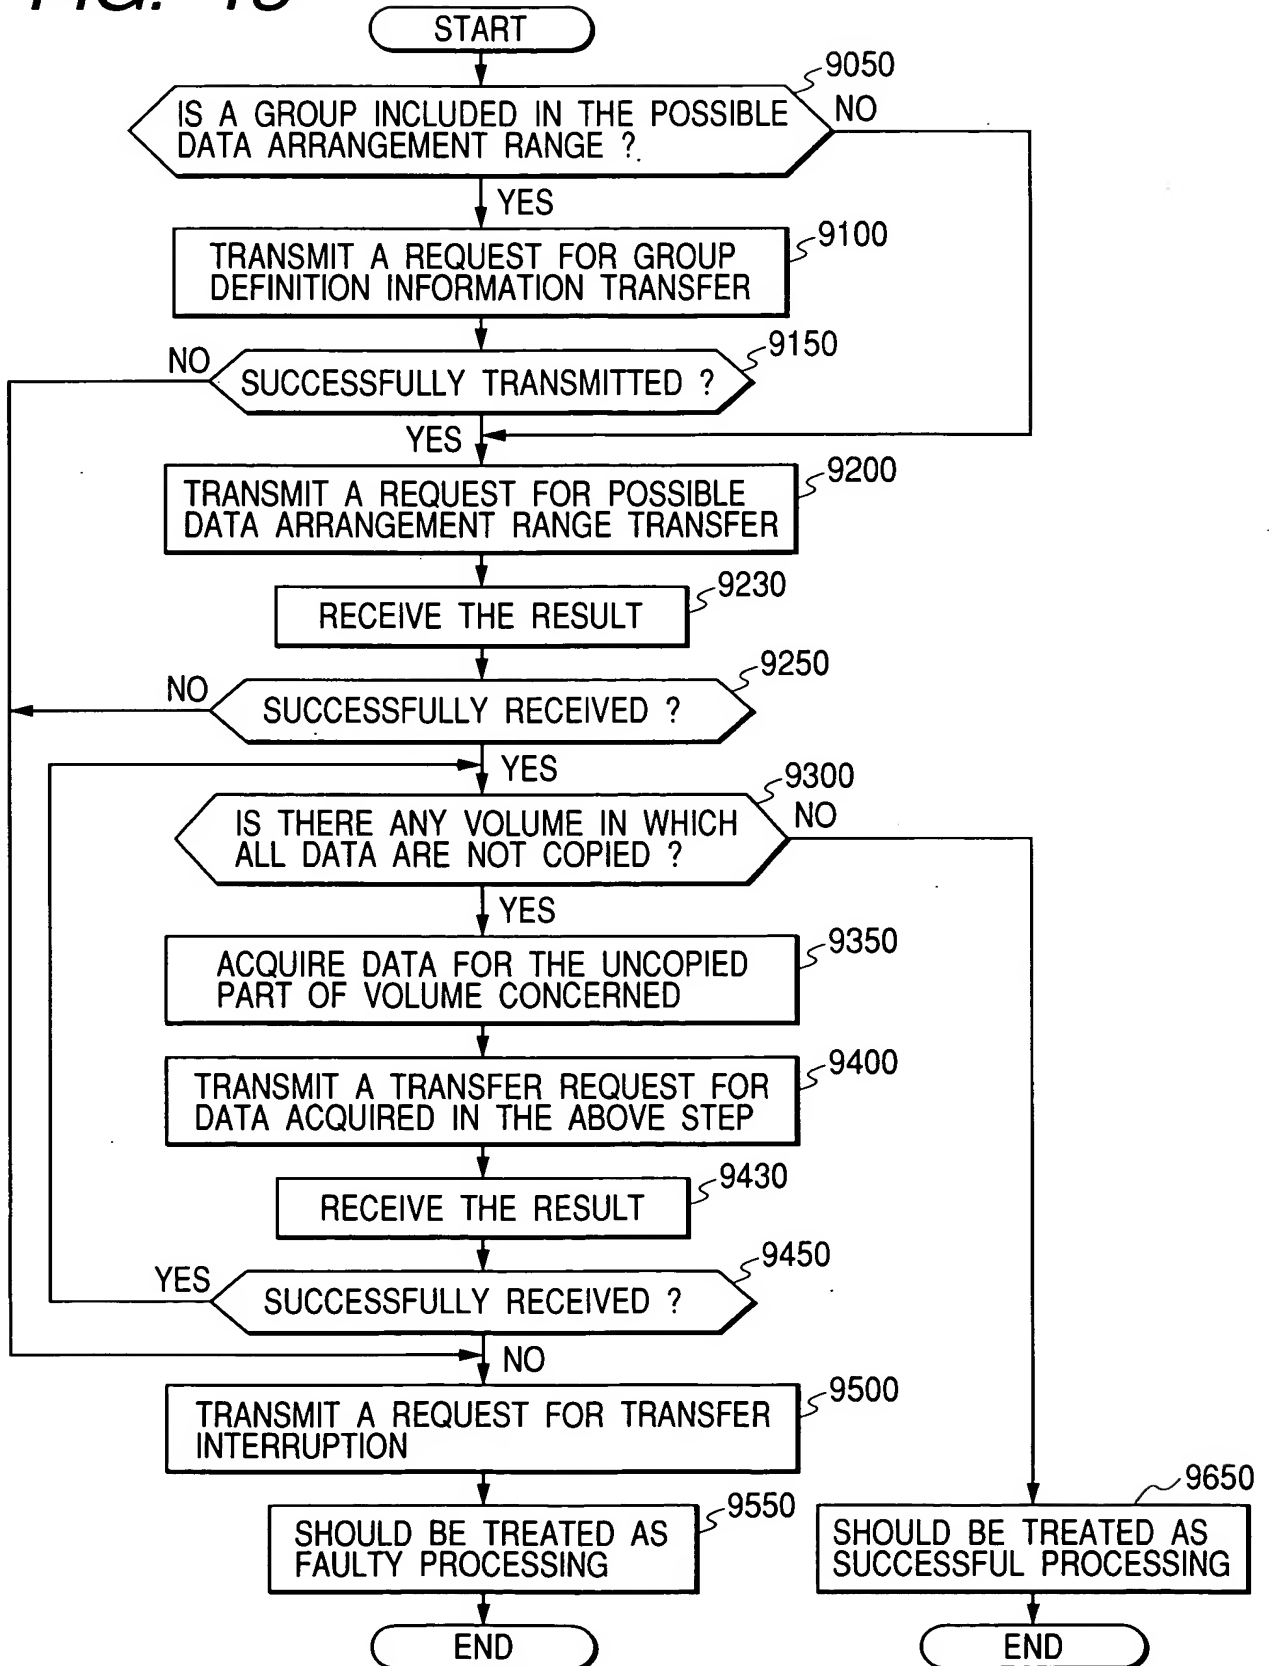 START
9050
IS A GROUP INCLUDED IN THE POSSIBLE
DATA ARRANGEMENT RANGE ?
NO
YES
9100
TRANSMIT A REQUEST FOR GROUP
DEFINITION INFORMATION TRANSFER
9150
NO
SUCCESSFULLY TRANSMITTED ?
YES
9200
TRANSMIT A REQUEST FOR POSSIBLE
DATA ARRANGEMENT RANGE TRANSFER
9230
RECEIVE THE RESULT
9250
NO
SUCCESSFULLY RECEIVED ?
YES
9300
IS THERE ANY VOLUME IN WHICH
ALL DATA ARE NOT COPIED ?
NO
YES
9350
ACQUIRE DATA FOR THE UNCOPIED
PART OF VOLUME CONCERNED
9400
TRANSMIT A TRANSFER REQUEST FOR
DATA ACQUIRED IN THE ABOVE STEP
9430
RECEIVE THE RESULT
9450
YES
SUCCESSFULLY RECEIVED ?
NO
9500
TRANSMIT A REQUEST FOR TRANSFER
INTERRUPTION
9550
SHOULD BE TREATED AS
FAULTY PROCESSING
END
9650
SHOULD BE TREATED AS
SUCCESSFUL PROCESSING
END